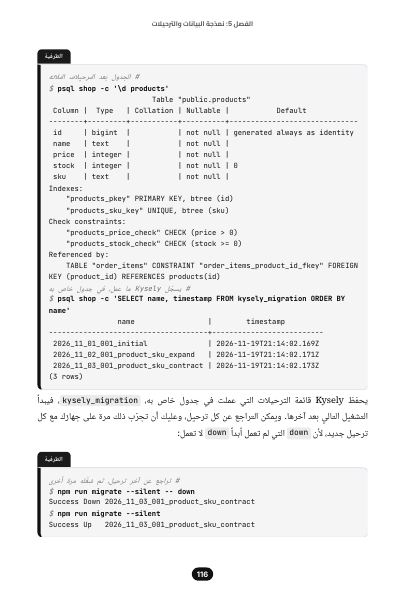 الفصل 5: نمذجة البيانات والترحيلات
الطرفية
# الجدول بعد الترحيلات الثلاثة
$ psql shop -c '\d products'
Table "public.products"
Column | Type | Collation | Nullable | Default
--------+---------+-----------+----------+------------------------------
id | bigint | | not null | generated always as identity
name | text | | not null |
price | integer | | not null |
stock | integer | | not null | 0
sku | text | | not null |
Indexes:
"products_pkey" PRIMARY KEY, btree (id)
"products_sku_key" UNIQUE, btree (sku)
Check constraints:
"products_price_check" CHECK (price > 0)
"products_stock_check" CHECK (stock >= 0)
Referenced by:
TABLE "order_items" CONSTRAINT "order_items_product_id_fkey" FOREIGN
KEY (product_id) REFERENCES products(id)
# يسجّل Kysely ما عمل، في جدول خاص به
$ psql shop -c 'SELECT name, timestamp FROM kysely_migration ORDER BY
name'
name | timestamp
-------------------------------------+--------------------------
2026_11_01_001_initial | 2026-11-19T21:14:02.169Z
2026_11_02_001_product_sku_expand | 2026-11-19T21:14:02.171Z
2026_11_03_001_product_sku_contract | 2026-11-19T21:14:02.173Z
(3 rows)
يحفظ Kysely قائمة الترحيلات التي عملت في جدول خاص به، kysely_migration، فيبدأ
التشغيل التالي بعد آخرها. ويمكن التراجع عن كل ترحيل، وعليك أن تجرّب ذلك مرة على جهازك مع كل
ترحيل جديد، لأن down التي لم تعمل أبداً down لا تعمل:
الطرفية
# تراجع عن آخر ترحيل، ثم شغّله مرة أخرى
$ npm run migrate --silent -- down
Success Down 2026_11_03_001_product_sku_contract
$ npm run migrate --silent
Success Up 2026_11_03_001_product_sku_contract
116